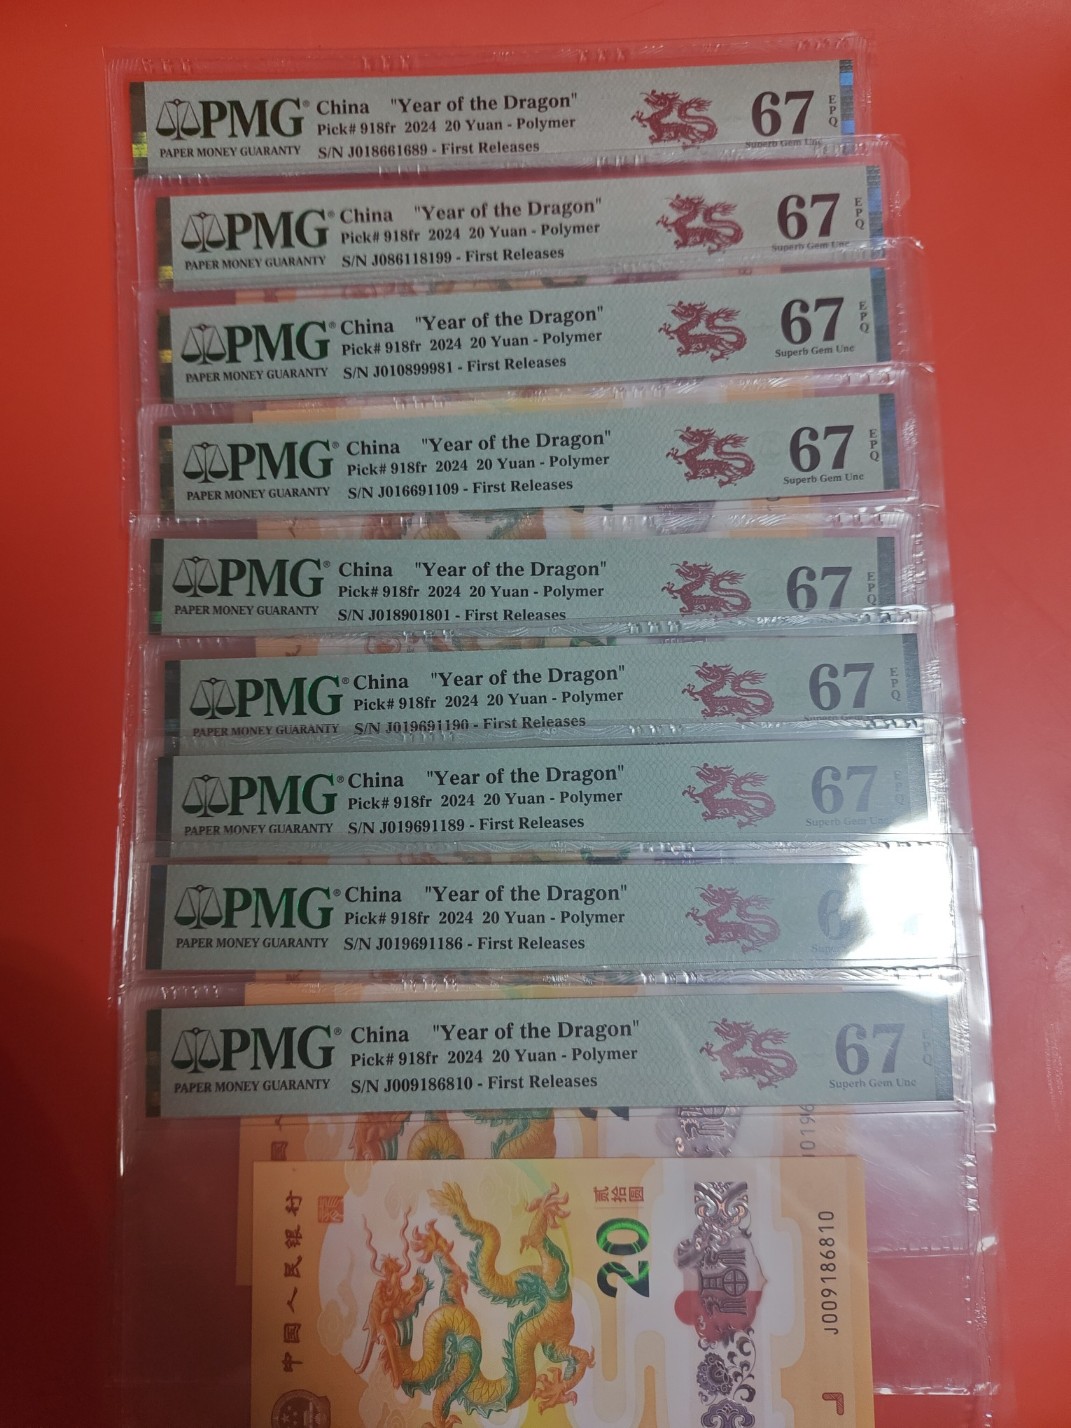 PMG® China "Year of the Dragon" 67 EPQ
Pick# 918fr 2024 20 Yuan - Polymer
PAPER MONEY GUARANTY S/N J018661689 - First Releases Superb Gem Unc
PMG® China "Year of the Dragon" 67 EPQ
Pick# 918fr 2024 20 Yuan - Polymer
PAPER MONEY GUARANTY S/N J086118199 - First Releases Superb Gem Unc
PMG® China "Year of the Dragon" 67 EPQ
Pick# 918fr 2024 20 Yuan - Polymer
PAPER MONEY GUARANTY S/N J010899981 - First Releases Superb Gem Unc
PMG® China "Year of the Dragon" 67 EPQ
Pick# 918fr 2024 20 Yuan - Polymer
PAPER MONEY GUARANTY S/N J016691109 - First Releases Superb Gem Unc
PMG® China "Year of the Dragon" 67 EPQ
Pick# 918fr 2024 20 Yuan - Polymer
PAPER MONEY GUARANTY S/N J018901801 - First Releases
PMG® China "Year of the Dragon" 67 EPQ
Pick# 918fr 2024 20 Yuan - Polymer
PAPER MONEY GUARANTY S/N J019691190 - First Releases
PMG® China "Year of the Dragon" 67 EPQ
Pick# 918fr 2024 20 Yuan - Polymer
PAPER MONEY GUARANTY S/N J019691189 - First Releases Superb Gem Unc
PMG® China "Year of the Dragon"
Pick# 918fr 2024 20 Yuan - Polymer
PAPER MONEY GUARANTY S/N J019691186 - First Releases
PMG® China "Year of the Dragon" 67 EPQ
Pick# 918fr 2024 20 Yuan - Polymer
PAPER MONEY GUARANTY S/N J009186810 - First Releases Superb Gem Unc
中国人民银行
贰拾圆
20
福
J009186810